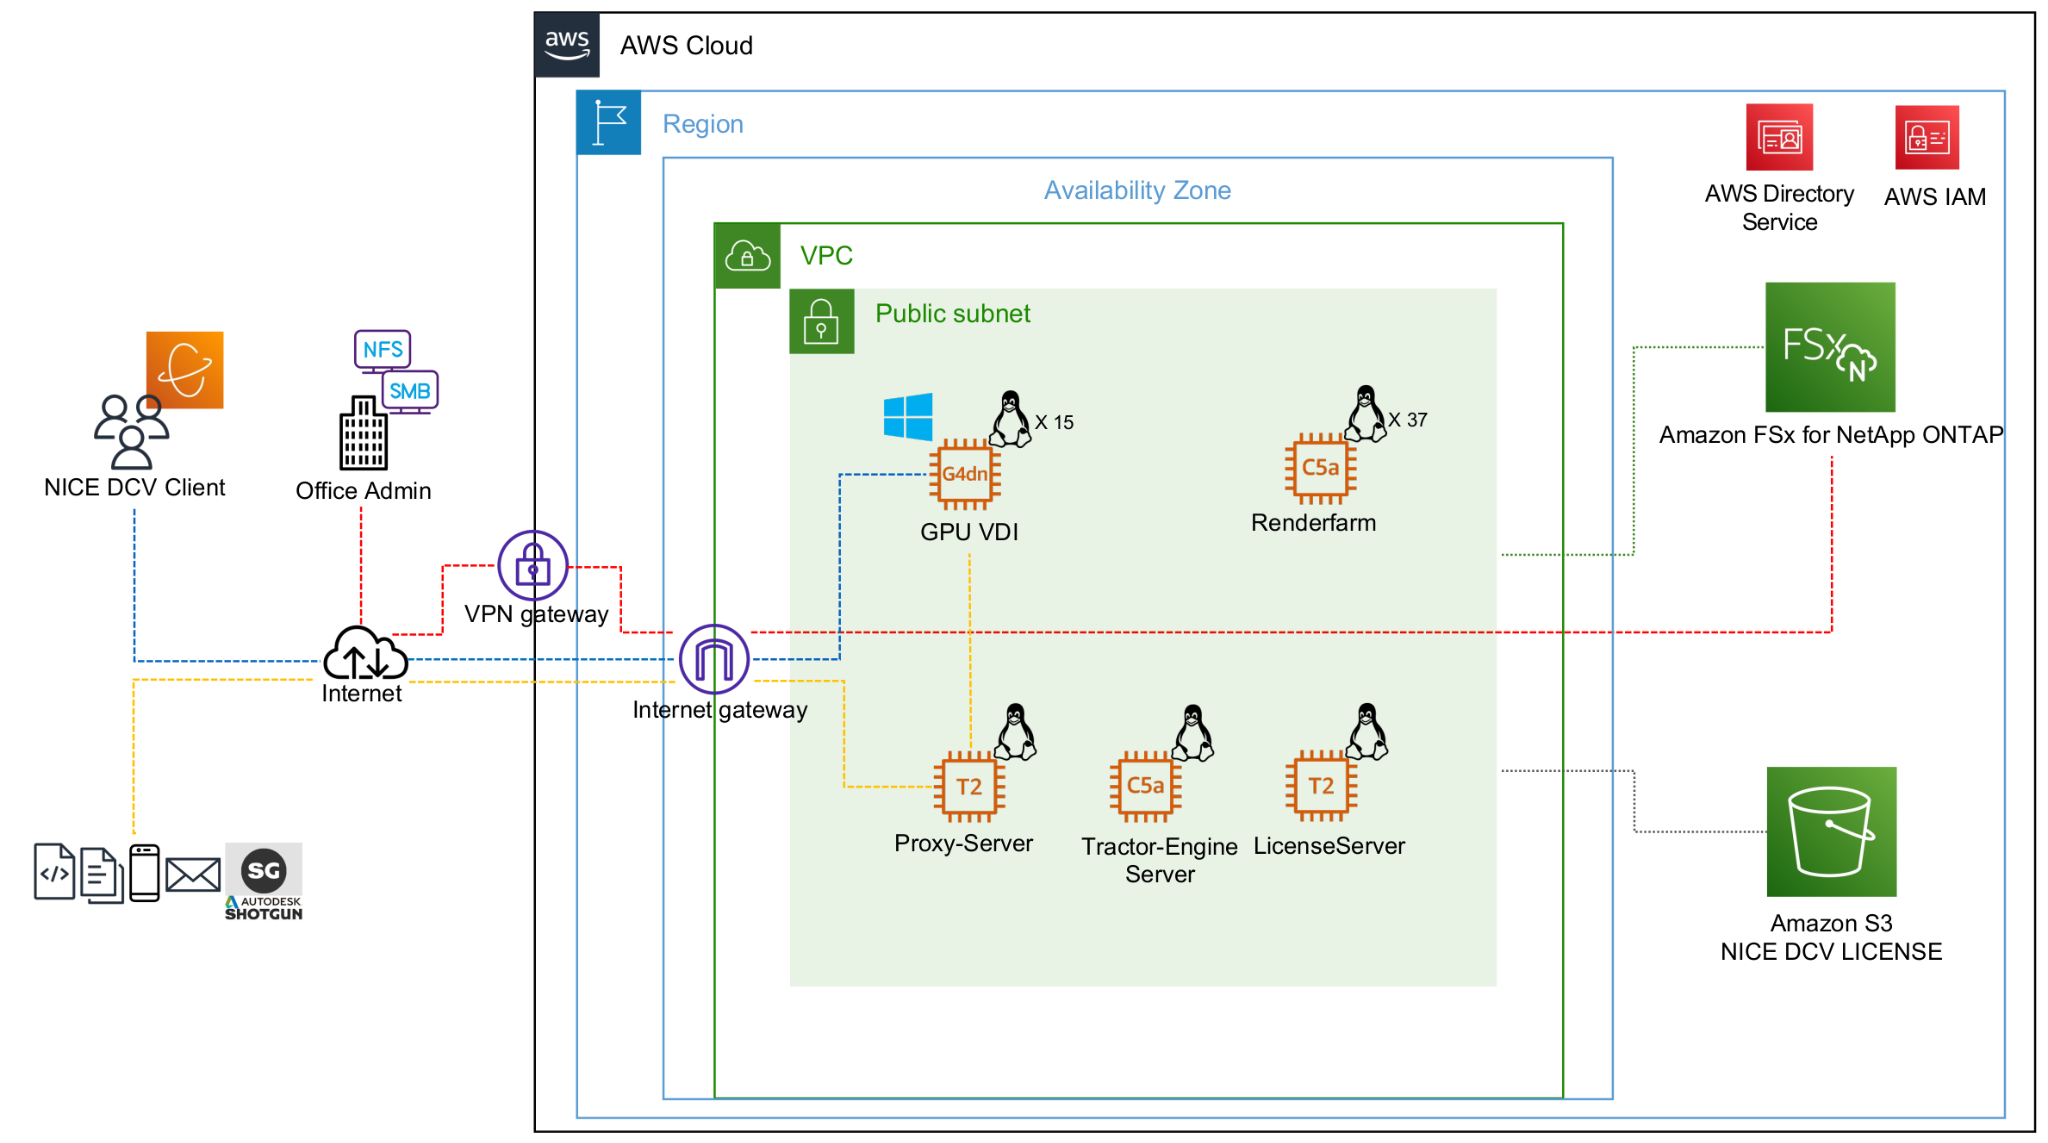 aws
AWS Cloud
Region
Availability Zone
VPC
Public subnet
AWS Directory
Service
AWS IAM
FSx
N
Amazon FSx for NetApp ONTAP
NFS
SMB
NICE DCV Client
Office Admin
VPN gateway
Internet
Internet gateway
X 15
G4dn
GPU VDI
X 37
C5a
Renderfarm
T2
Proxy-Server
C5a
Tractor-Engine
Server
T2
LicenseServer
</>
SG
AUTODESK
SHOTGUN
Amazon S3
NICE DCV LICENSE